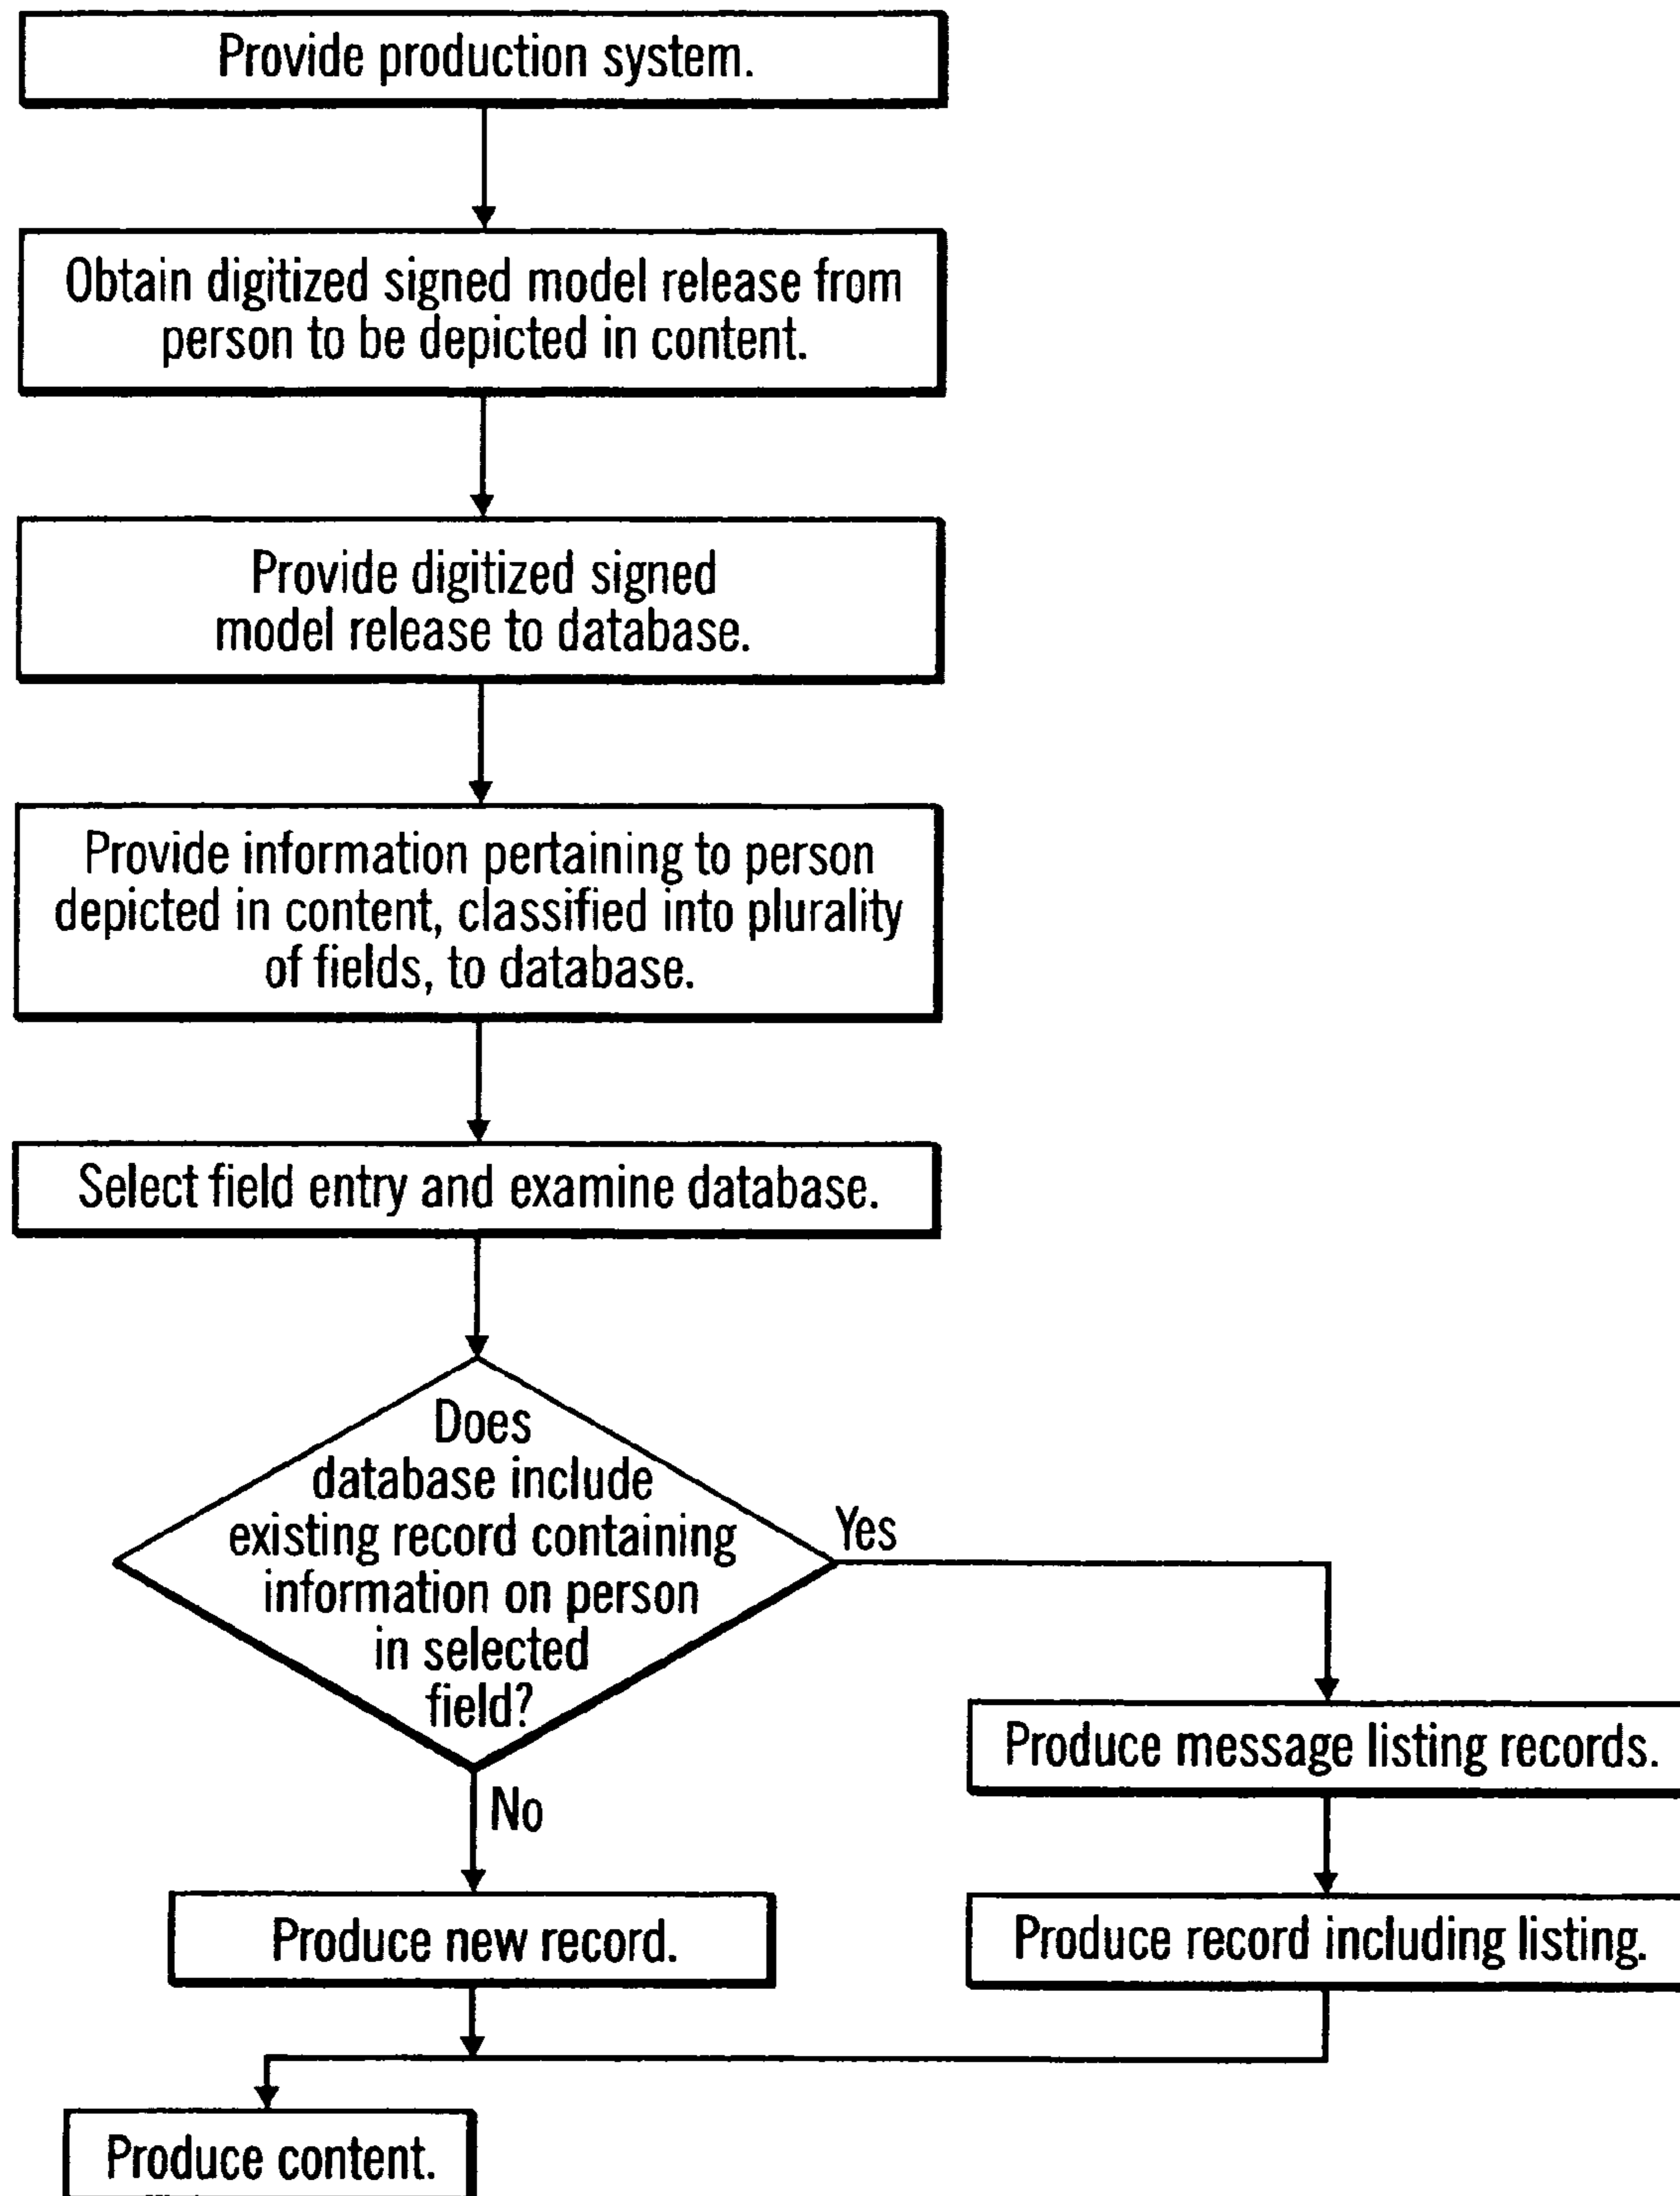 Provide production system.
Obtain digitized signed model release from
person to be depicted in content.
Provide digitized signed
model release to database.
Provide information pertaining to person
depicted in content, classified into plurality
of fields, to database.
Select field entry and examine database.
Does
database include
existing record containing
information on person
in selected
field?
Yes
No
Produce message listing records.
Produce new record.
Produce record including listing.
Produce content.